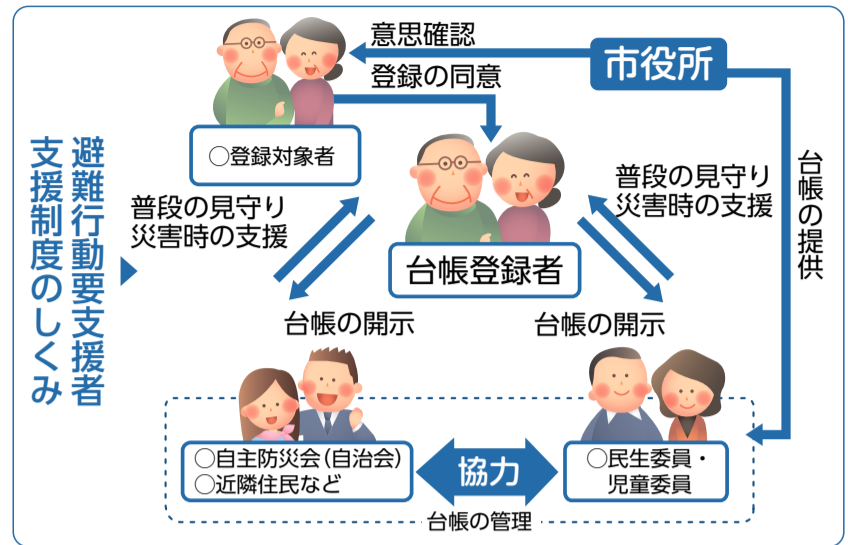 避難行動要支援者
支援制度のしくみ
意思確認
市役所
登録の同意
○登録対象者
台帳の提供
普段の見守り
災害時の支援
普段の見守り
災害時の支援
台帳登録者
台帳の開示
台帳の開示
○自主防災会(自治会)
○近隣住民など
協力
○民生委員・
児童委員
台帳の管理